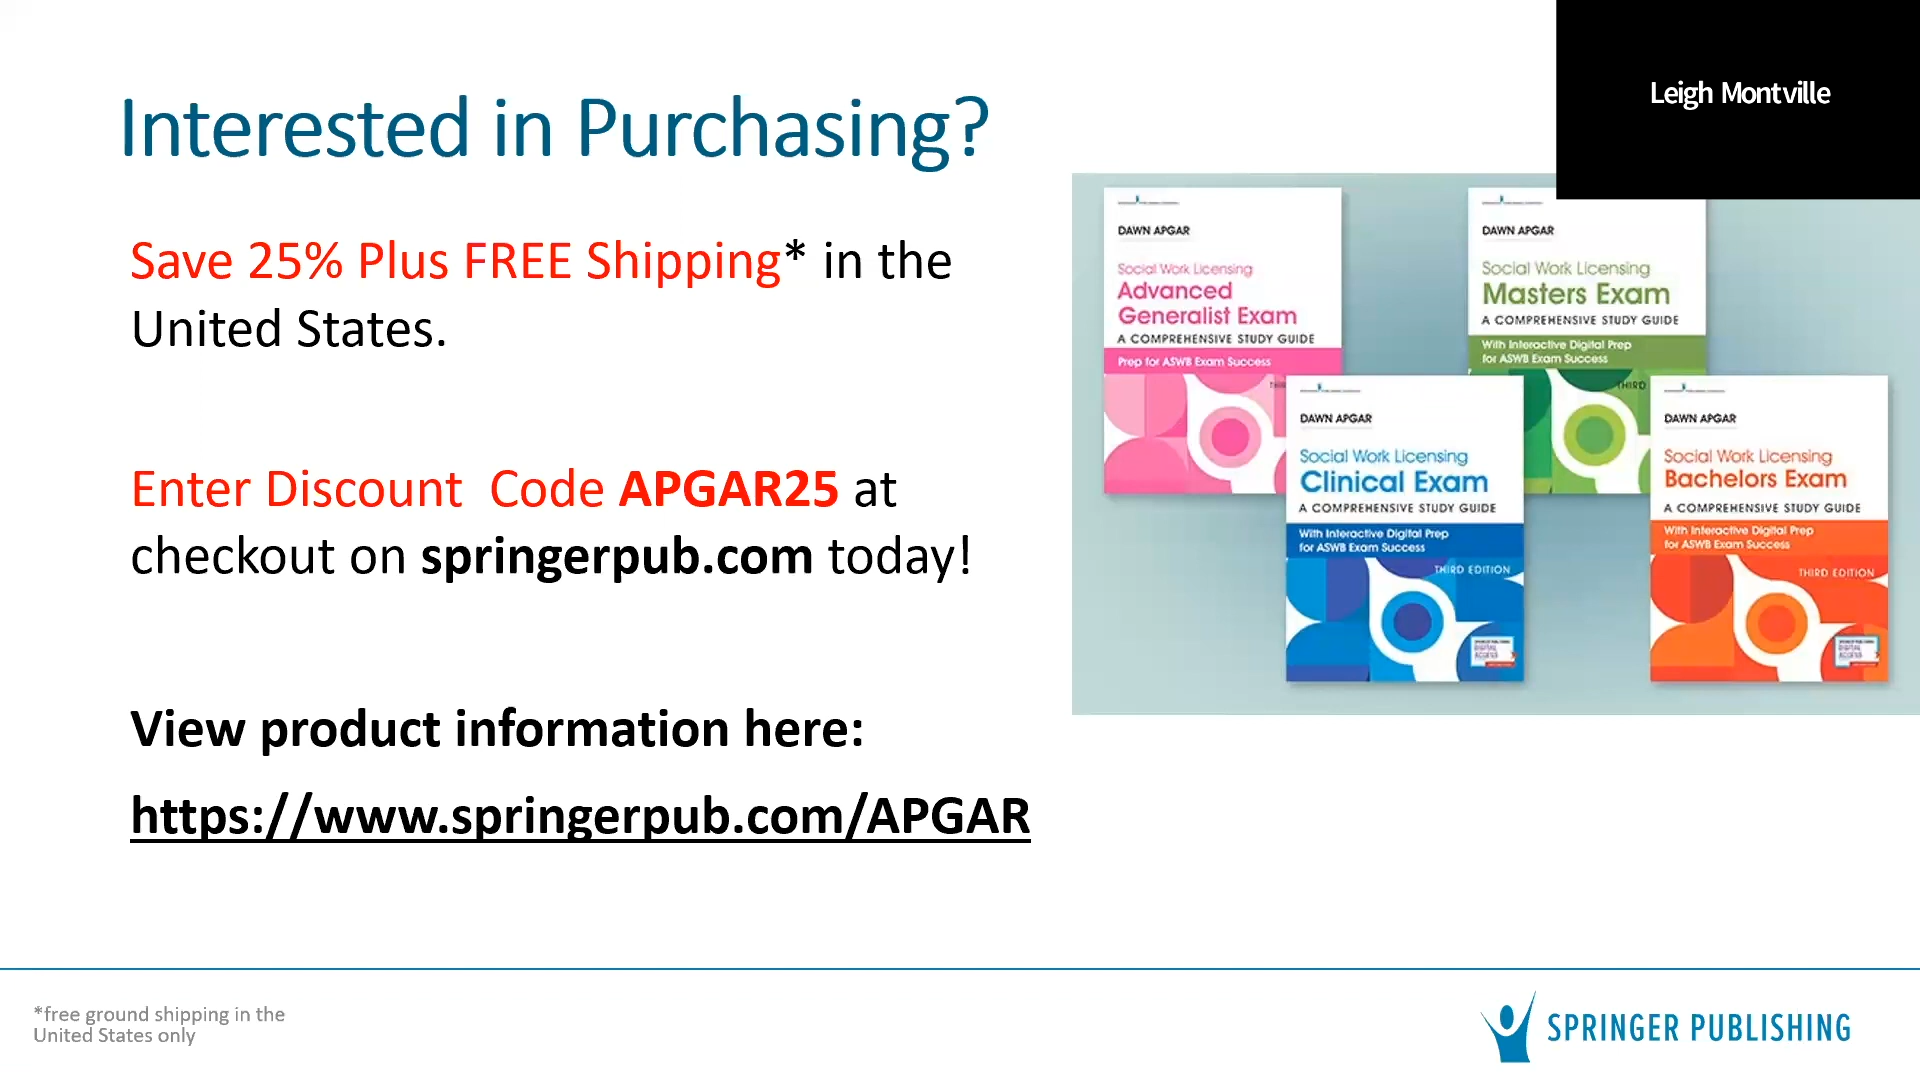 Leigh Montville
Interested in Purchasing?
Save 25% Plus FREE Shipping* in the
United States.
Enter Discount Code APGAR25 at
checkout on springerpub.com today!
View product information here:
https://www.springerpub.com/APGAR
DAWN APGAR
Social Work Licensing
Advanced
Generalist Exam
A COMPREHENSIVE STUDY GUIDE
Prep for ASWB Exam Success
DAWN APGAR
Social Work Licensing
Masters Exam
A COMPREHENSIVE STUDY GUIDE
With Interactive Digital Prep
for ASWB Exam Success
THIRD
DAWN APGAR
Social Work Licensing
Clinical Exam
A COMPREHENSIVE STUDY GUIDE
With Interactive Digital Prep
for ASWB Exam Success
THIRD EDITION
DIGITAL
ACCESS
DAWN APGAR
Social Work Licensing
Bachelors Exam
A COMPREHENSIVE STUDY GUIDE
With Interactive Digital Prep
for ASWB Exam Success
THIRD EDITION
DIGITAL
ACCESS
*free ground shipping in the
United States only
SPRINGER PUBLISHING